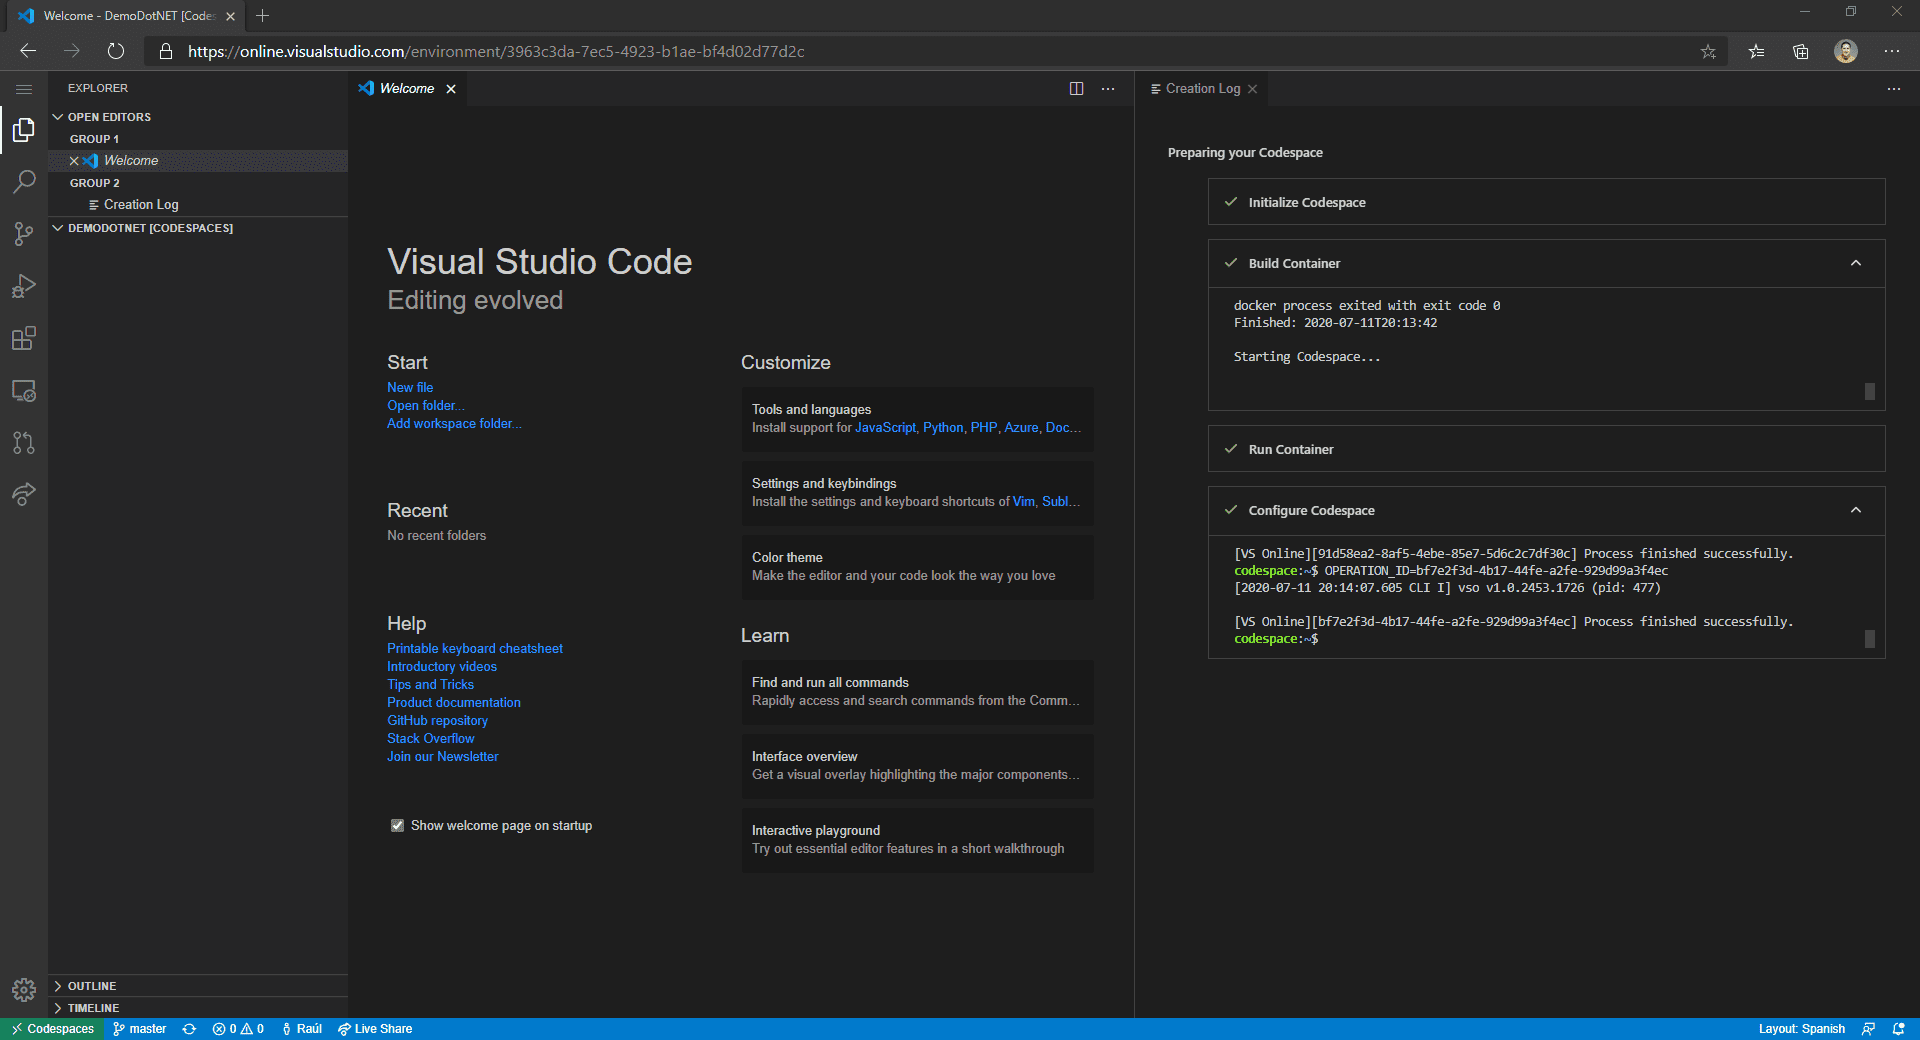 Welcome - DemoDotNET [Codes
https://online.visualstudio.com/environment/3963c3da-7ec5-4923-b1ae-bf4d02d77d2c
EXPLORER
OPEN EDITORS
GROUP 1
Welcome
GROUP 2
Creation Log
DEMODOTNET [CODESPACES]
OUTLINE
TIMELINE
Welcome
Visual Studio Code
Editing evolved
Start
New file
Open folder...
Add workspace folder...
Recent
No recent folders
Help
Printable keyboard cheatsheet
Introductory videos
Tips and Tricks
Product documentation
GitHub repository
Stack Overflow
Join our Newsletter
Show welcome page on startup
Customize
Tools and languages
Install support for JavaScript, Python, PHP, Azure, Doc...
Settings and keybindings
Install the settings and keyboard shortcuts of Vim, Subl...
Color theme
Make the editor and your code look the way you love
Learn
Find and run all commands
Rapidly access and search commands from the Comm...
Interface overview
Get a visual overlay highlighting the major components...
Interactive playground
Try out essential editor features in a short walkthrough
Creation Log
Preparing your Codespace
Initialize Codespace
Build Container
docker process exited with exit code 0
Finished: 2020-07-11T20:13:42
Starting Codespace...
Run Container
Configure Codespace
[VS Online][91d58ea2-8af5-4ebe-85e7-5d6c2c7df30c] Process finished successfully.
codespace:~$ OPERATION_ID=bf7e2f3d-4b17-44fe-a2fe-929d99a3f4ec
[2020-07-11 20:14:07.605 CLI I] vso v1.0.2453.1726 (pid: 477)
[VS Online][bf7e2f3d-4b17-44fe-a2fe-929d99a3f4ec] Process finished successfully.
codespace:~$
Codespaces master 0 0 Raúl Live Share Layout: Spanish